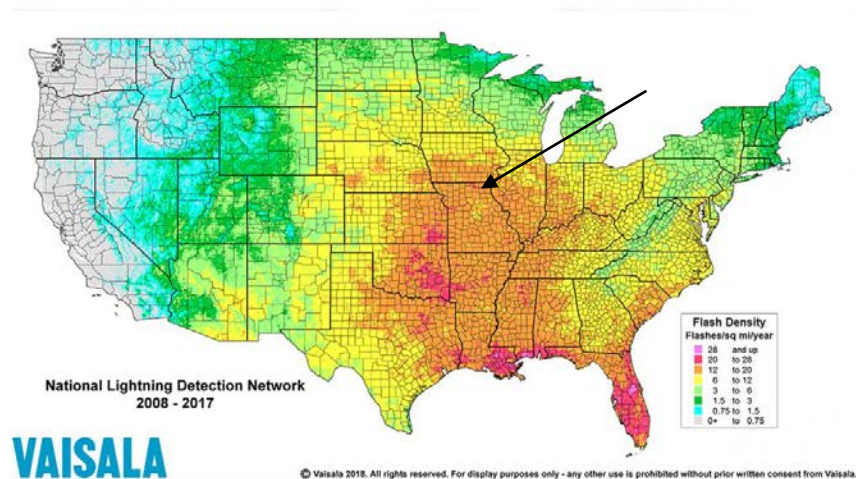 Flash Density
Flashes/sq mi/year
28 and up
20 to 28
12 to 20
6 to 12
3 to 6
1.5 to 3
0.75 to 1.5
0+ to 0.75
National Lightning Detection Network
2008 - 2017
VAISALA
© Vaisala 2018. All rights reserved. For display purposes only - any other use is prohibited without prior written consent from Vaisala.